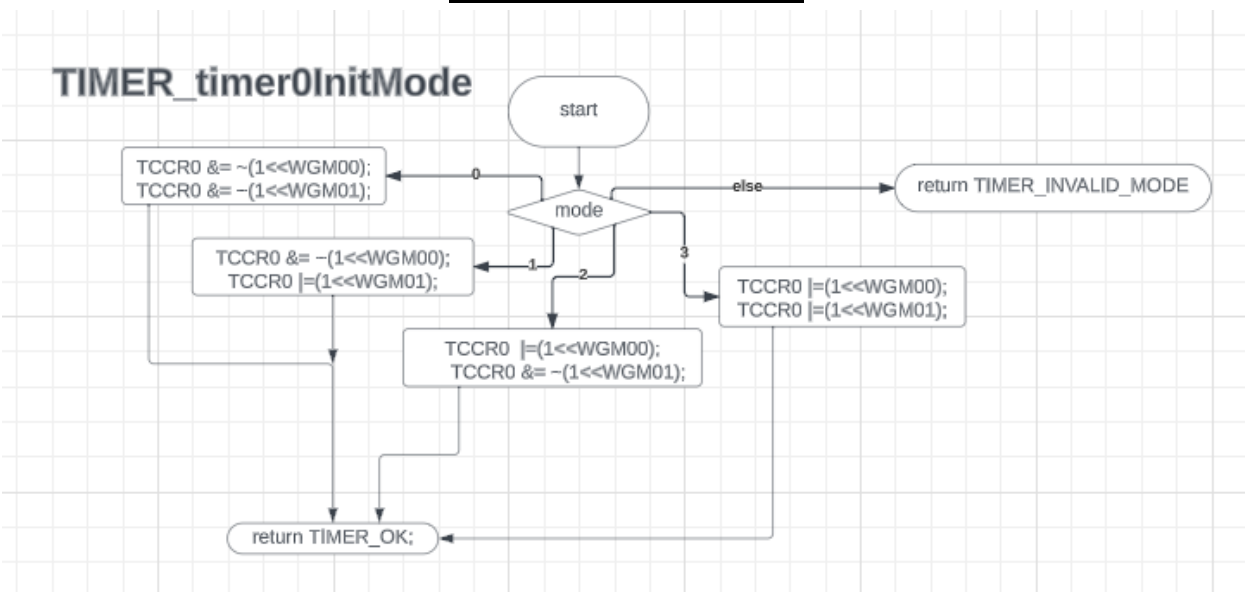 TIMER_timer0InitMode
start
TCCR0 &= ~(1<<WGM00);
TCCR0 &= ~(1<<WGM01);
0
else
return TIMER_INVALID_MODE
mode
TCCR0 &= ~(1<<WGM00);
TCCR0 |=(1<<WGM01);
1
2
3
TCCR0 |=(1<<WGM00);
TCCR0 |=(1<<WGM01);
TCCR0 |=(1<<WGM00);
TCCR0 &= ~(1<<WGM01);
return TIMER_OK;